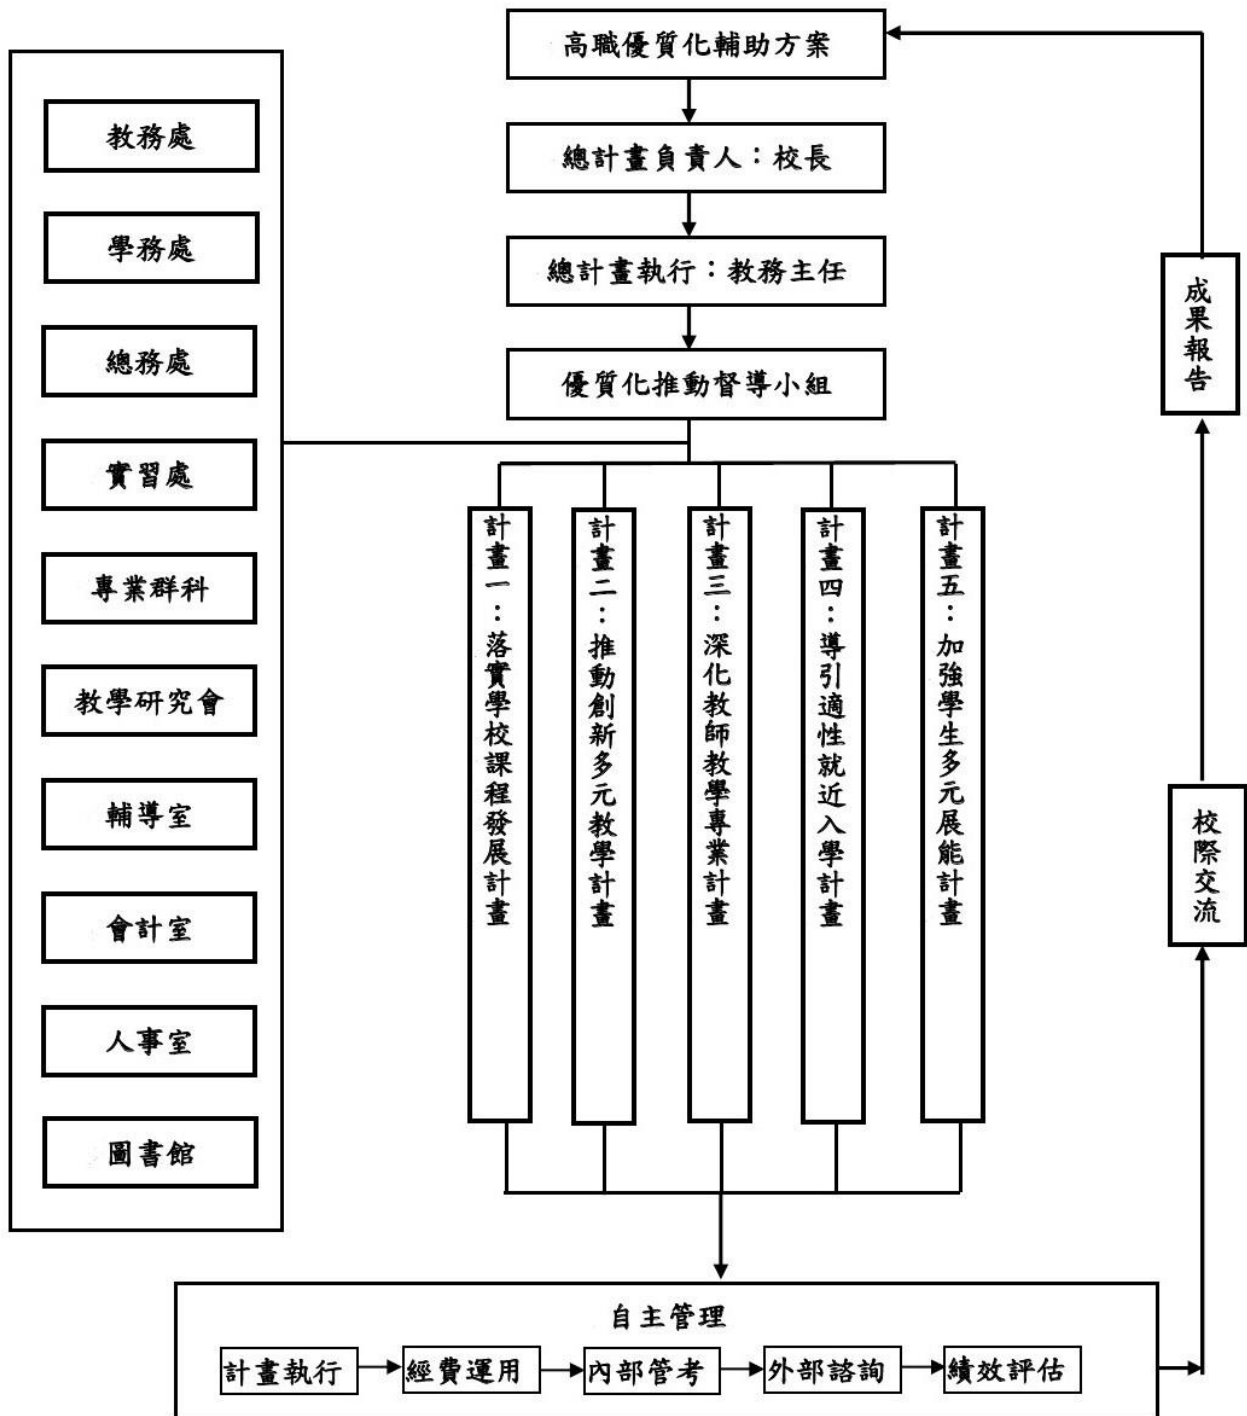 高職優質化輔助方案
總計畫負責人：校長
總計畫執行：教務主任
優質化推動督導小組
教務處
學務處
總務處
實習處
專業群科
教學研究會
輔導室
會計室
人事室
圖書館
計畫一：落實學校課程發展計畫
計畫二：推動創新多元教學計畫
計畫三：深化教師教學專業計畫
計畫四：導引適性就近入學計畫
計畫五：加強學生多元展能計畫
成果報告
校際交流
自主管理
計畫執行
經費運用
內部管考
外部諮詢
績效評估